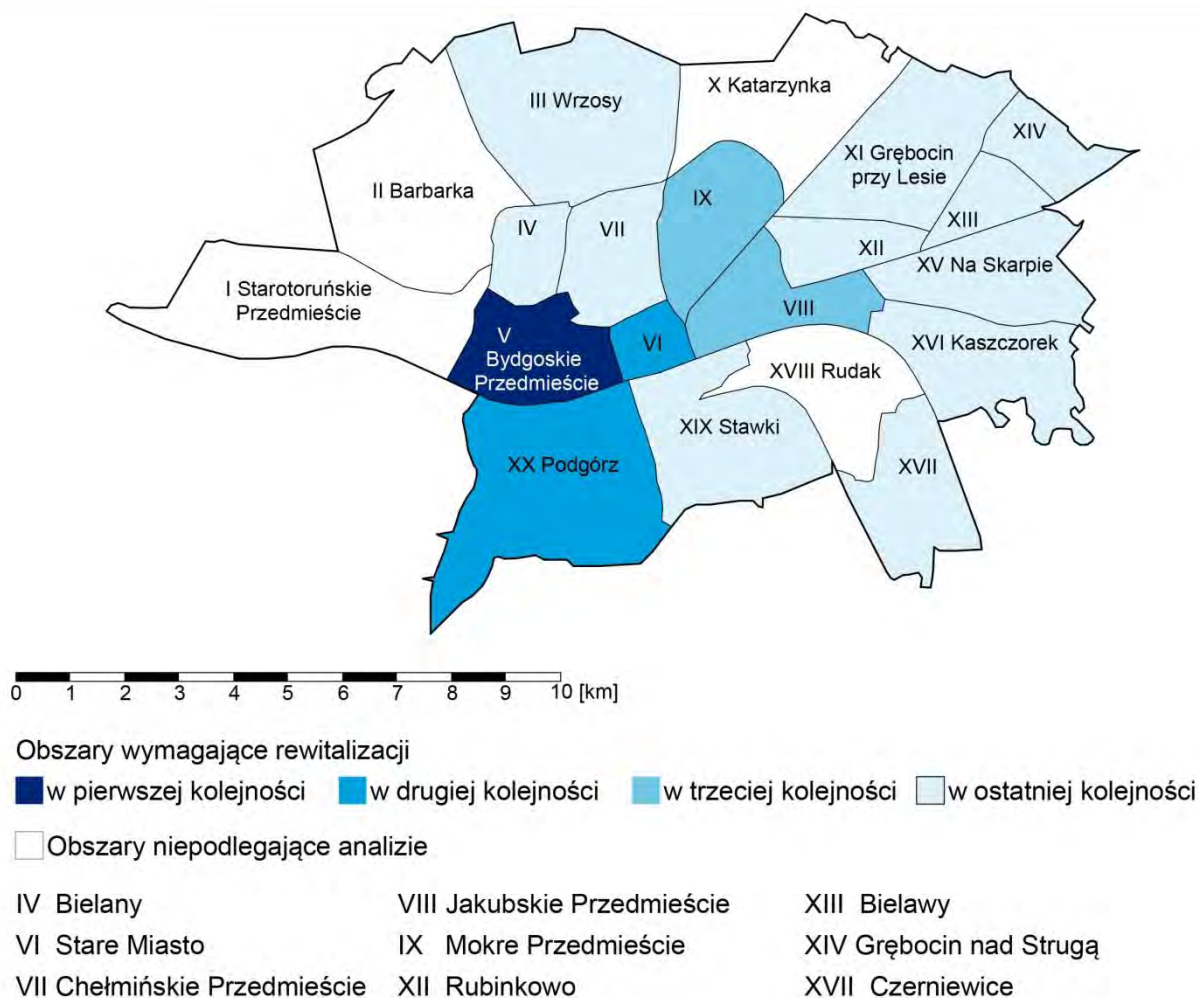 III Wrzosy
X Katarzynka
XIV
XI Grębocin
przy Lesie
II Barbarka
IX
XIII
IV
VII
XII
XV Na Skarpie
I Starotoruńskie
Przedmieście
VIII
V
Bydgoskie
Przedmieście
VI
XVI Kaszczorek
XVIII Rudak
XIX Stawki
XX Podgórz
XVII
0 1 2 3 4 5 6 7 8 9 10 [km]
Obszary wymagające rewitalizacji
w pierwszej kolejności w drugiej kolejności w trzeciej kolejności w ostatniej kolejności
Obszary niepodlegające analizie
IV Bielany VIII Jakubskie Przedmieście XIII Bielawy
VI Stare Miasto IX Mokre Przedmieście XIV Grębocin nad Strugą
VII Chełmińskie Przedmieście XII Rubinkowo XVII Czerniewice